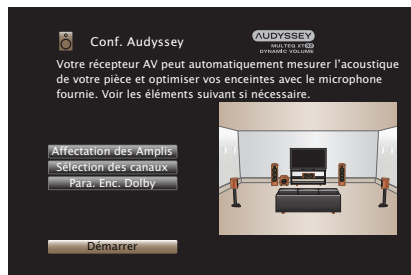 Conf. Audyssey
AUDYSSEY
MULTEQ XT32
DYNAMIC VOLUME
Votre récepteur AV peut automatiquement mesurer l'acoustique
de votre pièce et optimiser vos enceintes avec le microphone
fournie. Voir les éléments suivant si nécessaire.
Affectation des Amplis
Sélection des canaux
Para. Enc. Dolby
Démarrer